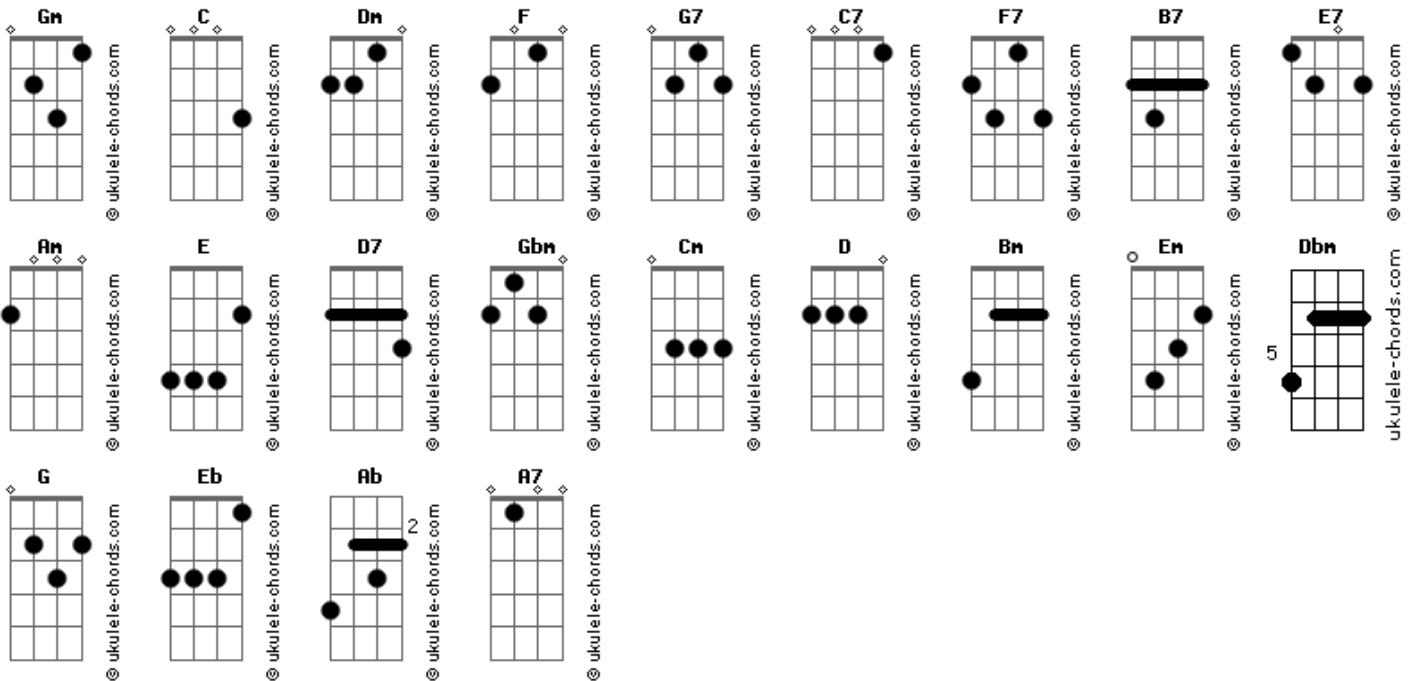 Gm C Dm F G7 C7 F7 B7 E7
© ukulele-chords.com © ukulele-chords.com © ukulele-chords.com © ukulele-chords.com © ukulele-chords.com © ukulele-chords.com © ukulele-chords.com © ukulele-chords.com © ukulele-chords.com
Am E D7 Gbm Cm D Bm Em Dbm
© ukulele-chords.com © ukulele-chords.com © ukulele-chords.com © ukulele-chords.com © ukulele-chords.com © ukulele-chords.com © ukulele-chords.com © ukulele-chords.com 5 ukulele-chords.com
G Eb Ab A7
© ukulele-chords.com © ukulele-chords.com 2 © ukulele-chords.com © ukulele-chords.com